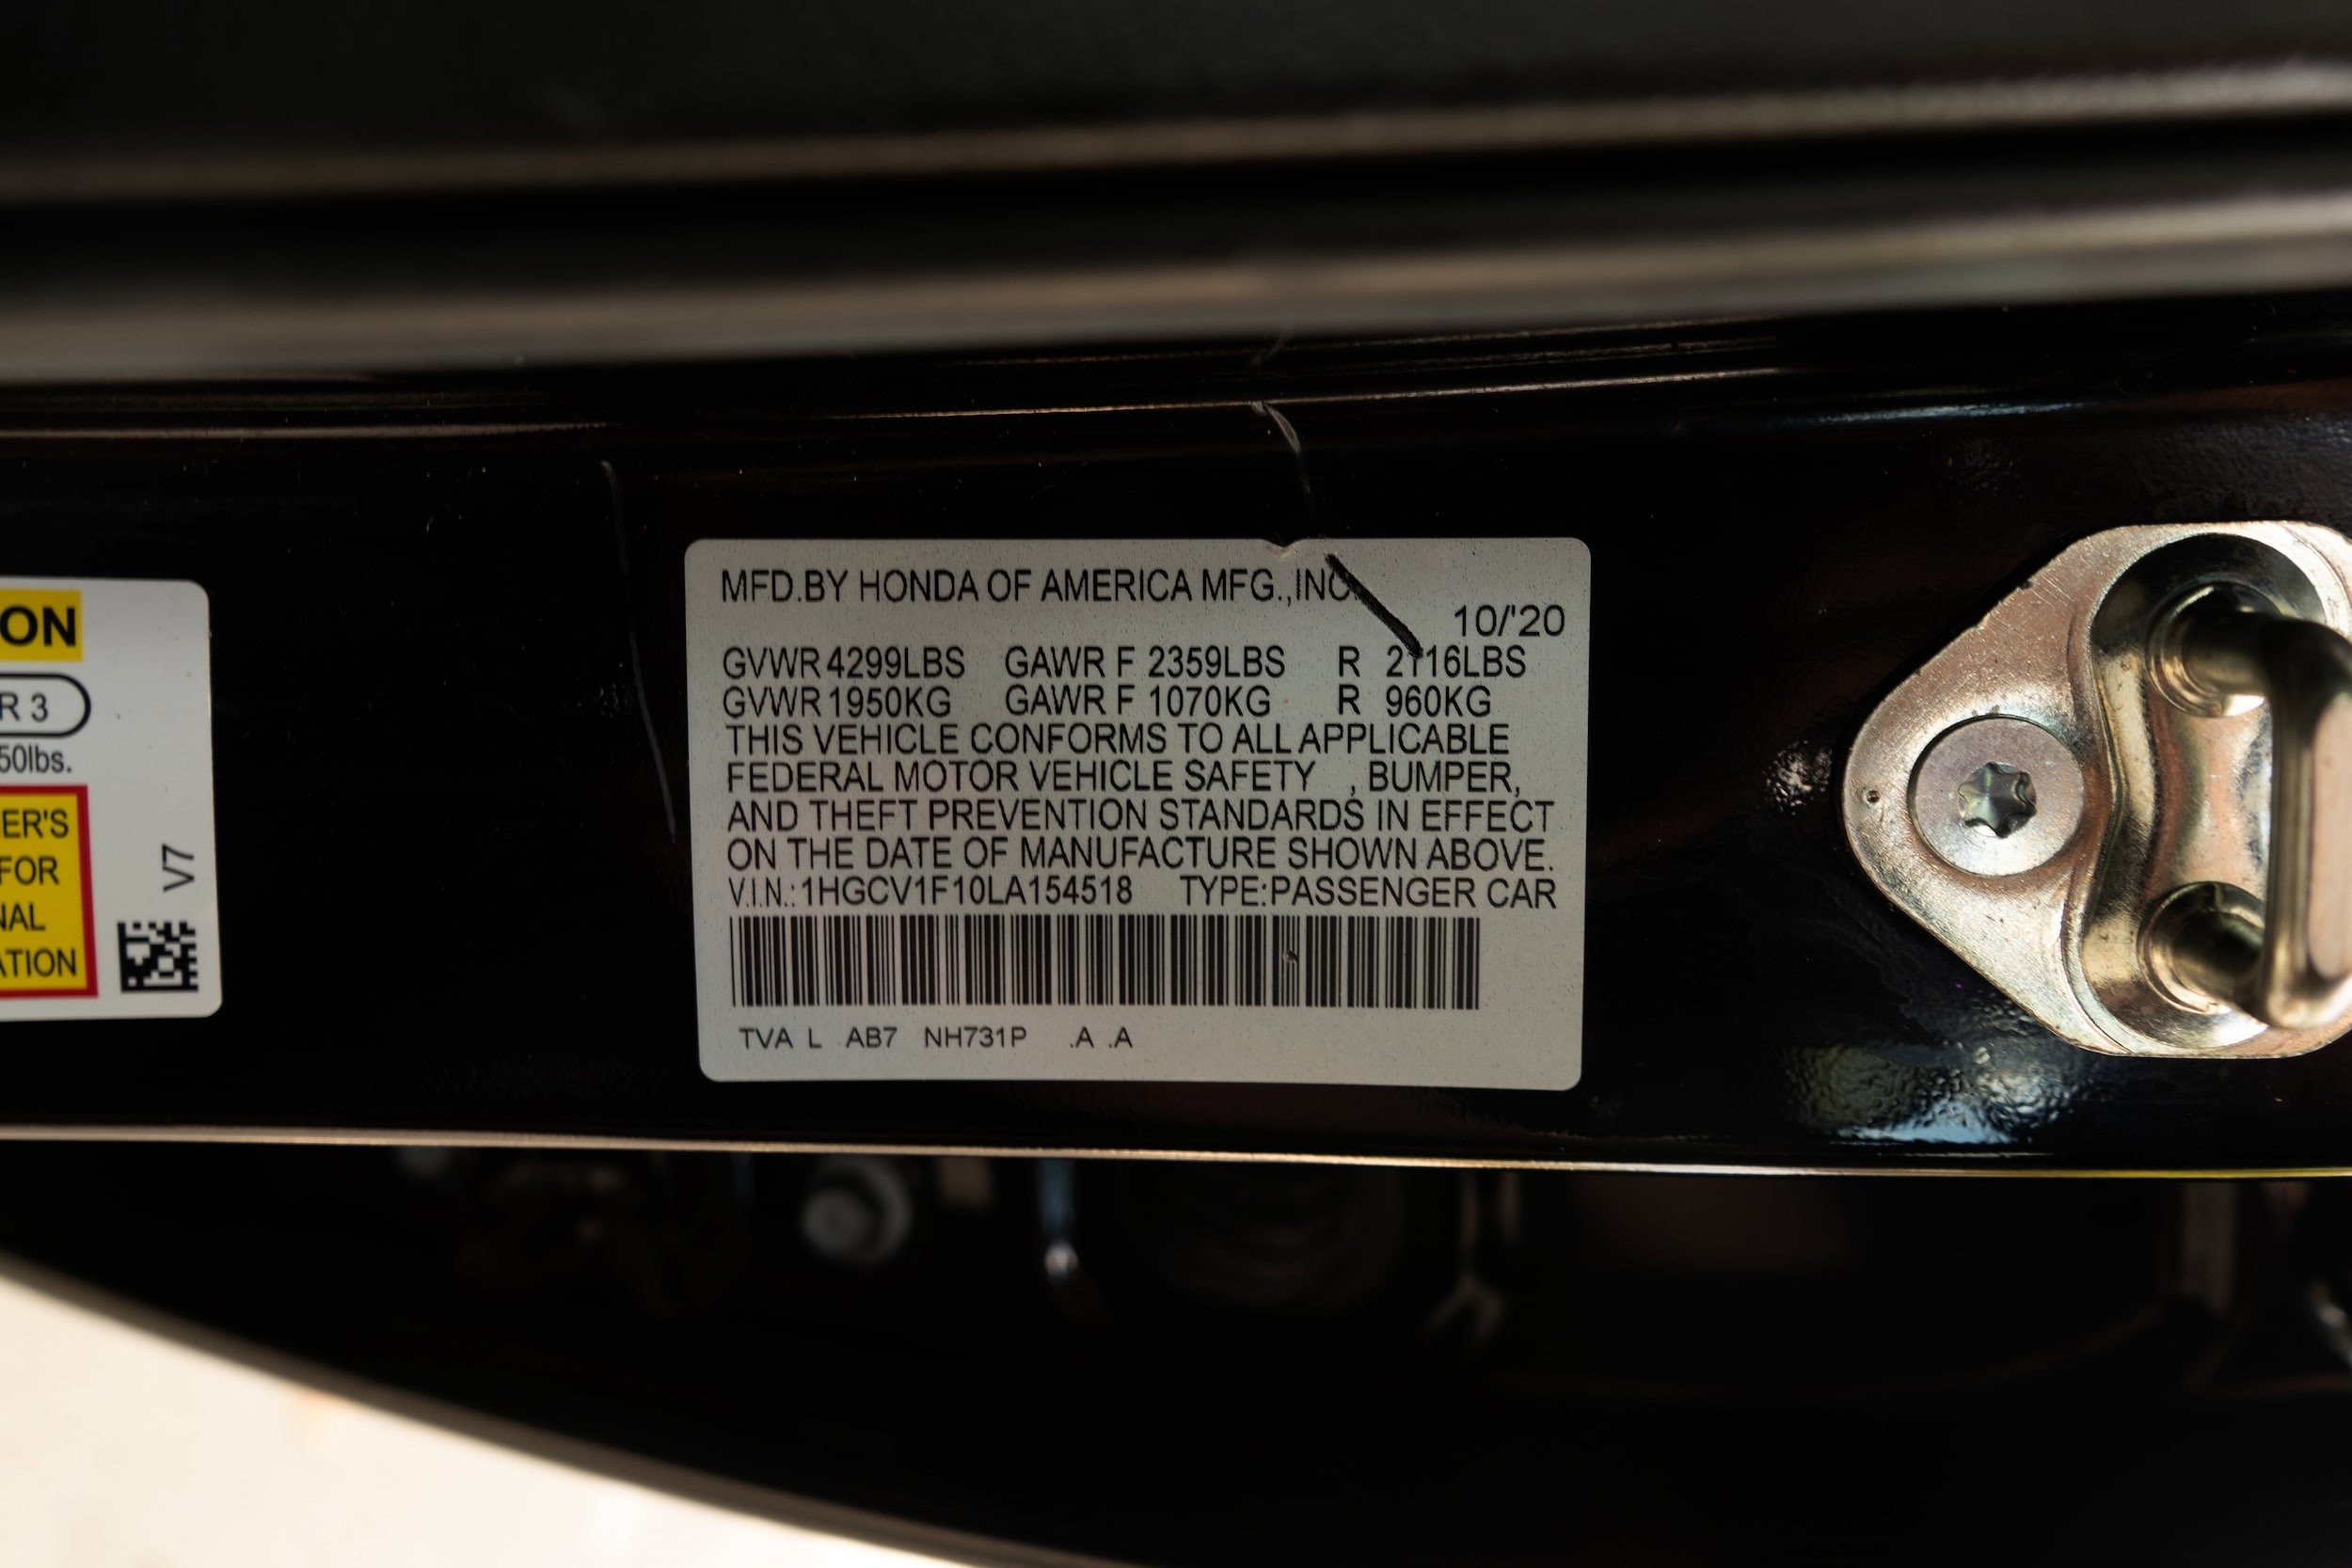 ON
R 3
50lbs.
ER'S
FOR
NAL
ATION
V7
MFD.BY HONDA OF AMERICA MFG.,INC.
10/'20
GVWR 4299LBS GAWR F 2359LBS R 2116LBS
GVWR 1950KG GAWR F 1070KG R 960KG
THIS VEHICLE CONFORMS TO ALL APPLICABLE
FEDERAL MOTOR VEHICLE SAFETY , BUMPER,
AND THEFT PREVENTION STANDARDS IN EFFECT
ON THE DATE OF MANUFACTURE SHOWN ABOVE.
V.I.N.: 1HGCV1F10LA154518 TYPE:PASSENGER CAR
TVA L AB7 NH731P .A .A